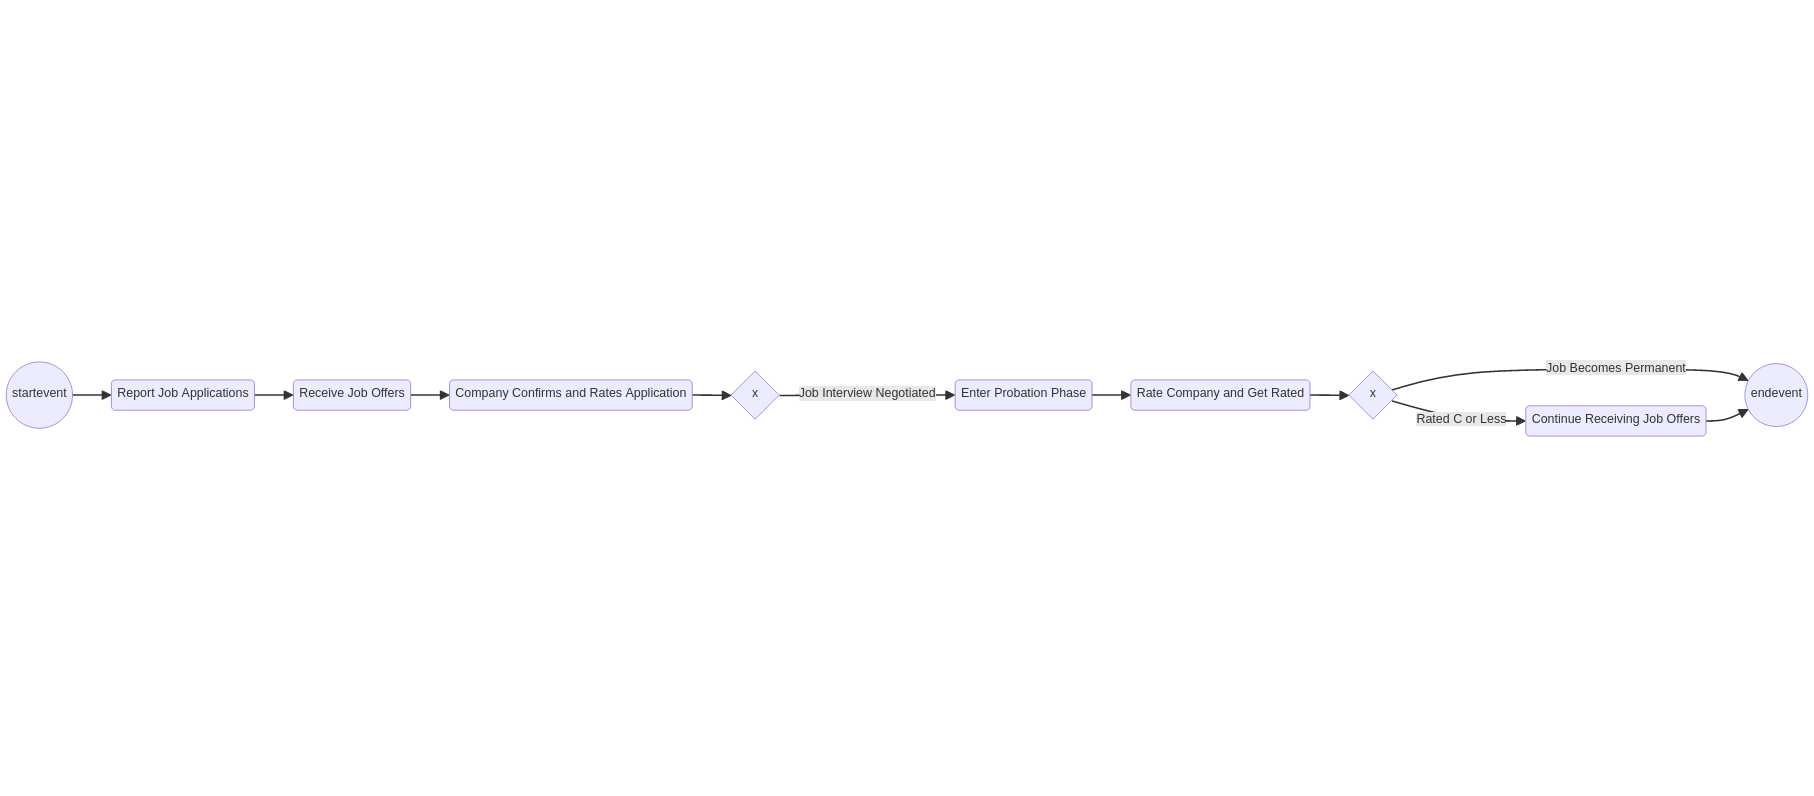 startevent
Report Job Applications
Receive Job Offers
Company Confirms and Rates Application
x
Job Interview Negotiated
Enter Probation Phase
Rate Company and Get Rated
x
Job Becomes Permanent
Rated C or Less
Continue Receiving Job Offers
endevent